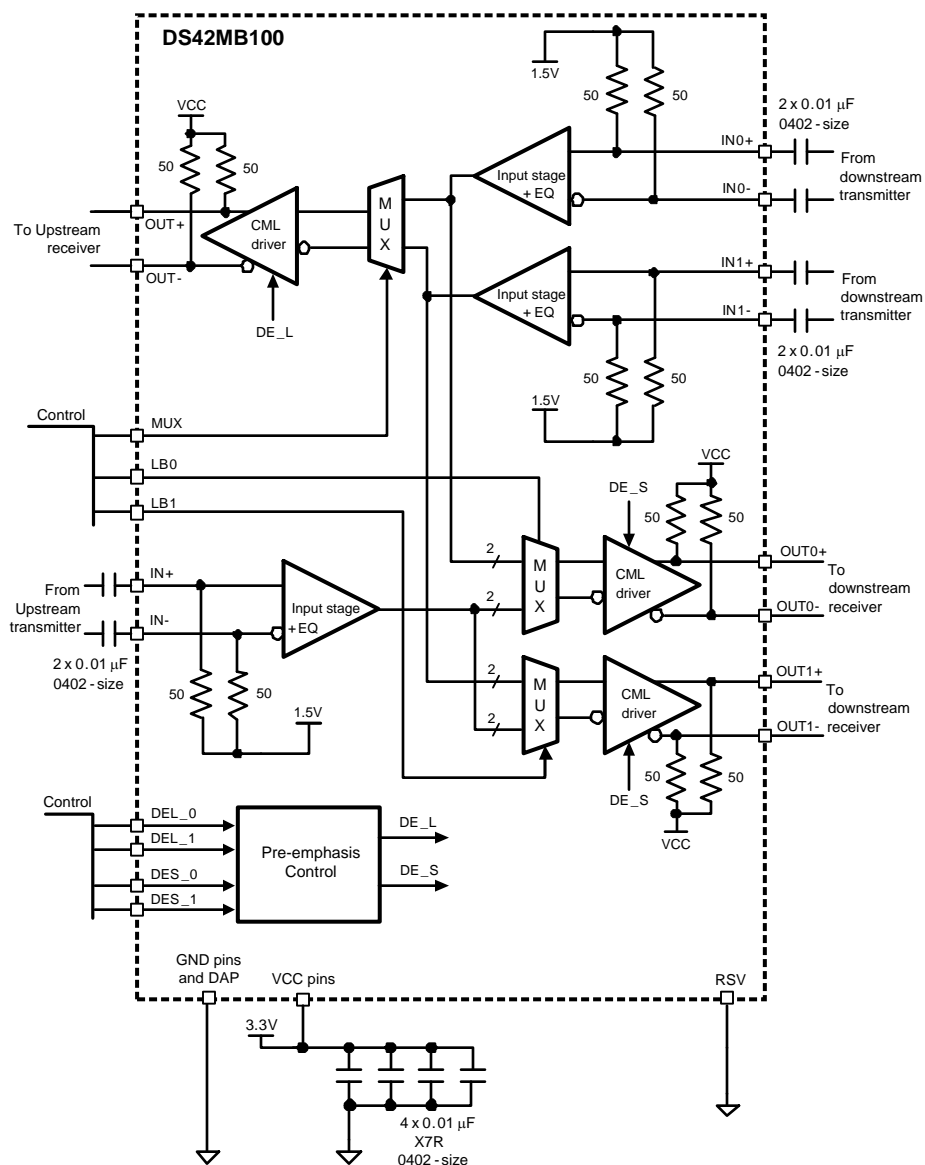 DS42MB100
1.5V
50
50
2 x 0.01 µF
0402 - size
VCC
50
50
IN0+
IN0-
From
downstream
transmitter
Input stage
+ EQ
MUX
CML
driver
OUT+
OUT-
To Upstream
receiver
DE_L
IN1+
IN1-
From
downstream
transmitter
Input stage
+ EQ
2 x 0.01 µF
0402 - size
50
50
1.5V
Control
MUX
LB0
LB1
VCC
DE_S
50
50
2
2
MUX
CML
driver
OUT0+
OUT0-
To
downstream
receiver
From
Upstream
transmitter
IN+
IN-
Input stage
+ EQ
2 x 0.01 µF
0402 - size
50
50
1.5V
2
2
MUX
CML
driver
OUT1+
OUT1-
To
downstream
receiver
DE_S
50
50
VCC
Control
DEL_0
DEL_1
DES_0
DES_1
Pre-emphasis
Control
DE_L
DE_S
GND pins
and DAP
VCC pins
RSV
3.3V
4 x 0.01 µF
X7R
0402 - size